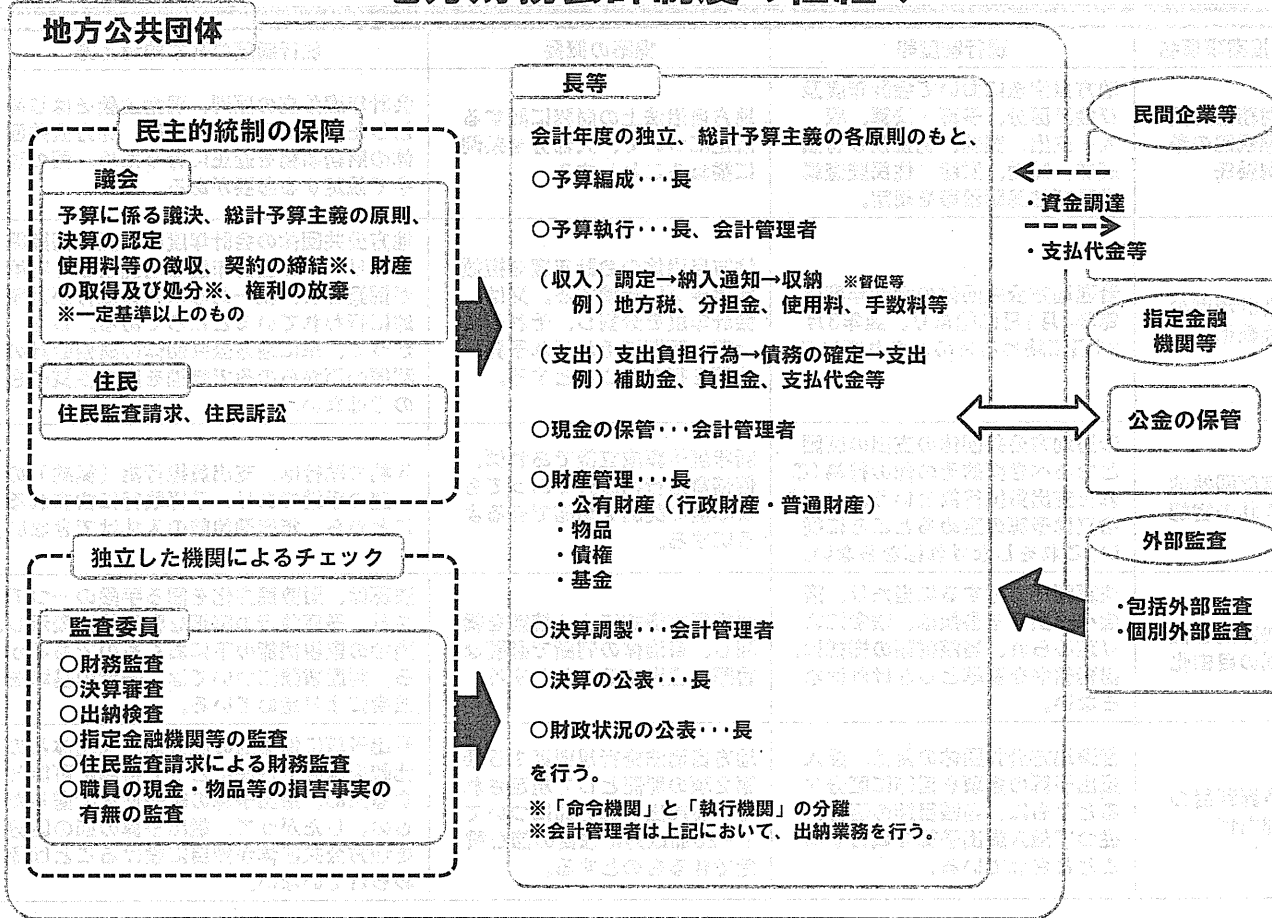 地方公共団体
民主的統制の保障
議会
予算に係る議決、総計予算主義の原則、
決算の認定
使用料等の徴収、契約の締結※、財産
の取得及び処分※、権利の放棄
※一定基準以上のもの
住民
住民監査請求、住民訴訟
独立した機関によるチェック
監査委員
○財務監査
○決算審査
○出納検査
○指定金融機関等の監査
○住民監査請求による財務監査
○職員の現金・物品等の損害事実の
有無の監査
長等
会計年度の独立、総計予算主義の各原則のもと、
○予算編成・・・長
○予算執行・・・長、会計管理者
（収入）調定→納入通知→収納 ※督促等
例）地方税、分担金、使用料、手数料等
（支出）支出負担行為→債務の確定→支出
例）補助金、負担金、支払代金等
○現金の保管・・・会計管理者
○財産管理・・・長
・公有財産（行政財産・普通財産）
・物品
・債権
・基金
○決算調製・・・会計管理者
○決算の公表・・・長
○財政状況の公表・・・長
を行う。
※「命令機関」と「執行機関」の分離
※会計管理者は上記において、出納業務を行う。
民間企業等
・資金調達
・支払代金等
指定金融
機関等
公金の保管
外部監査
・包括外部監査
・個別外部監査